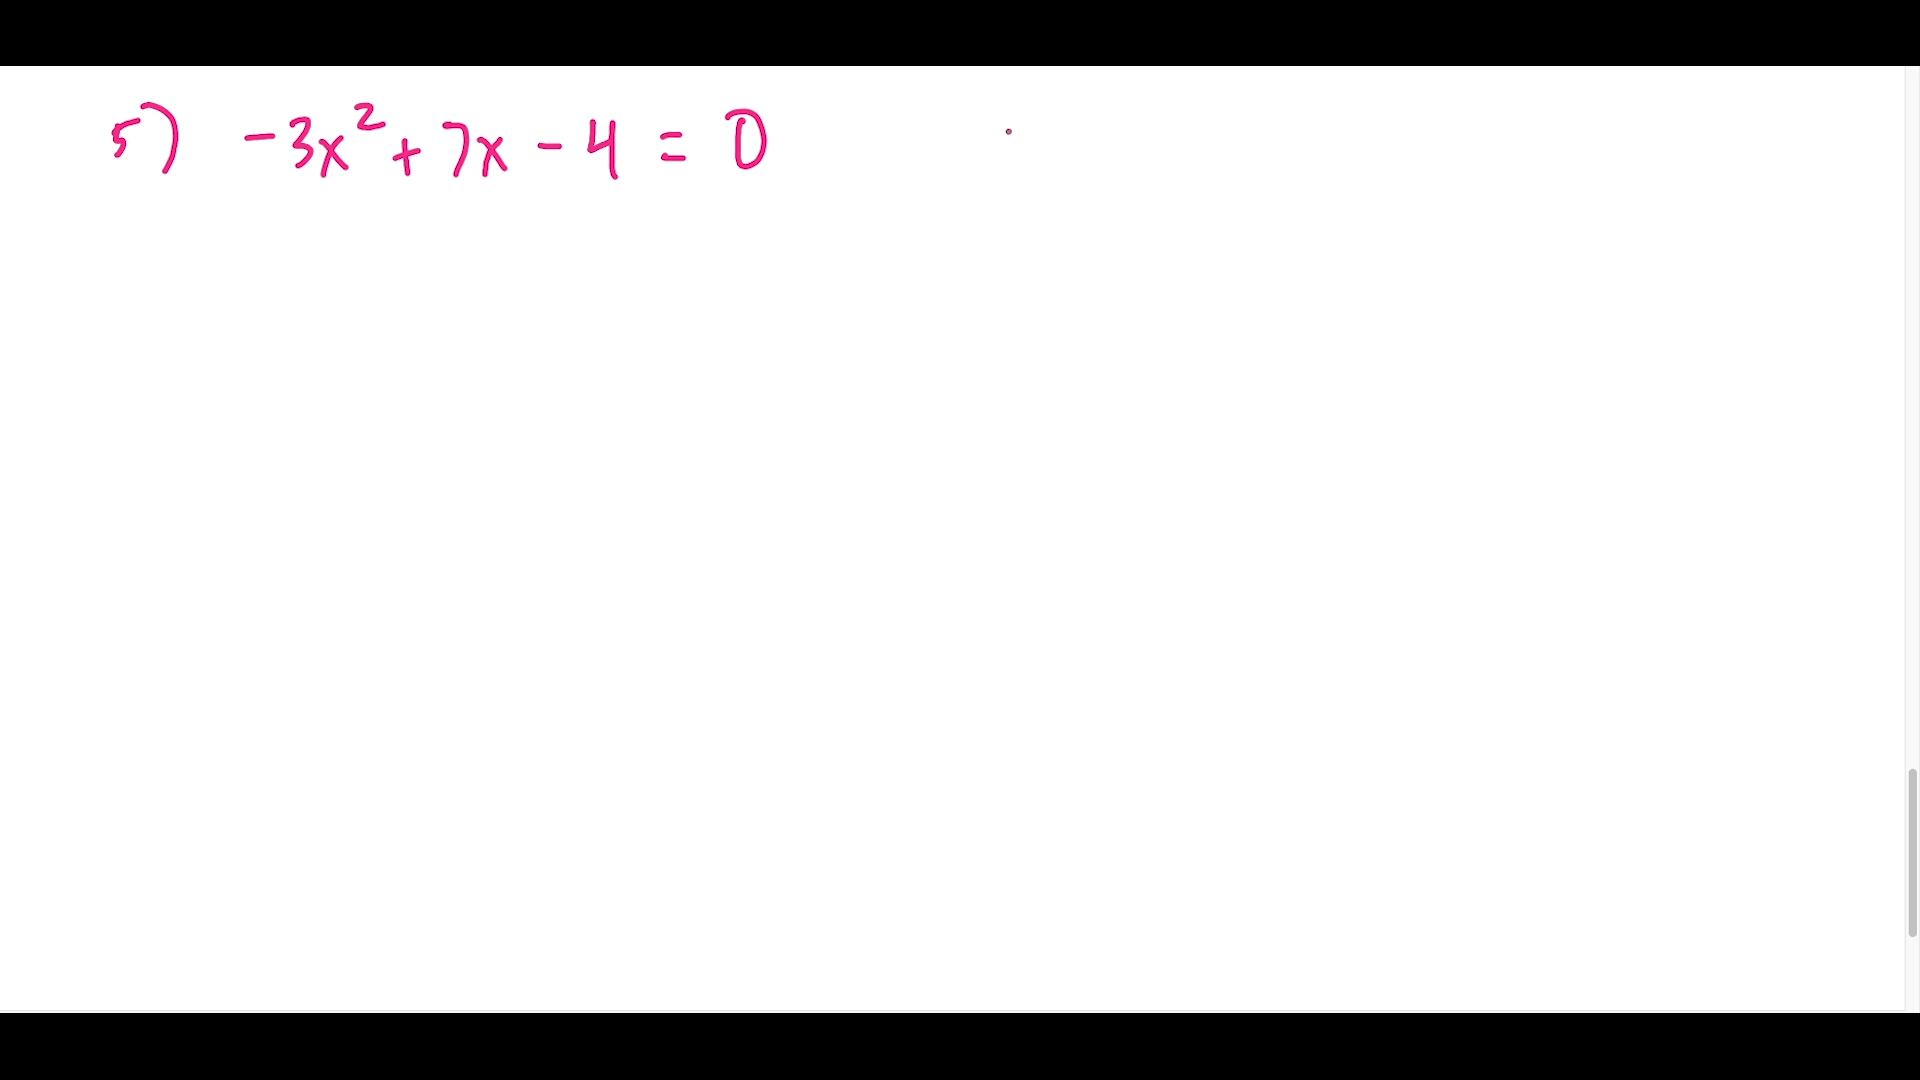 5) -3x² + 7x - 4 = 0